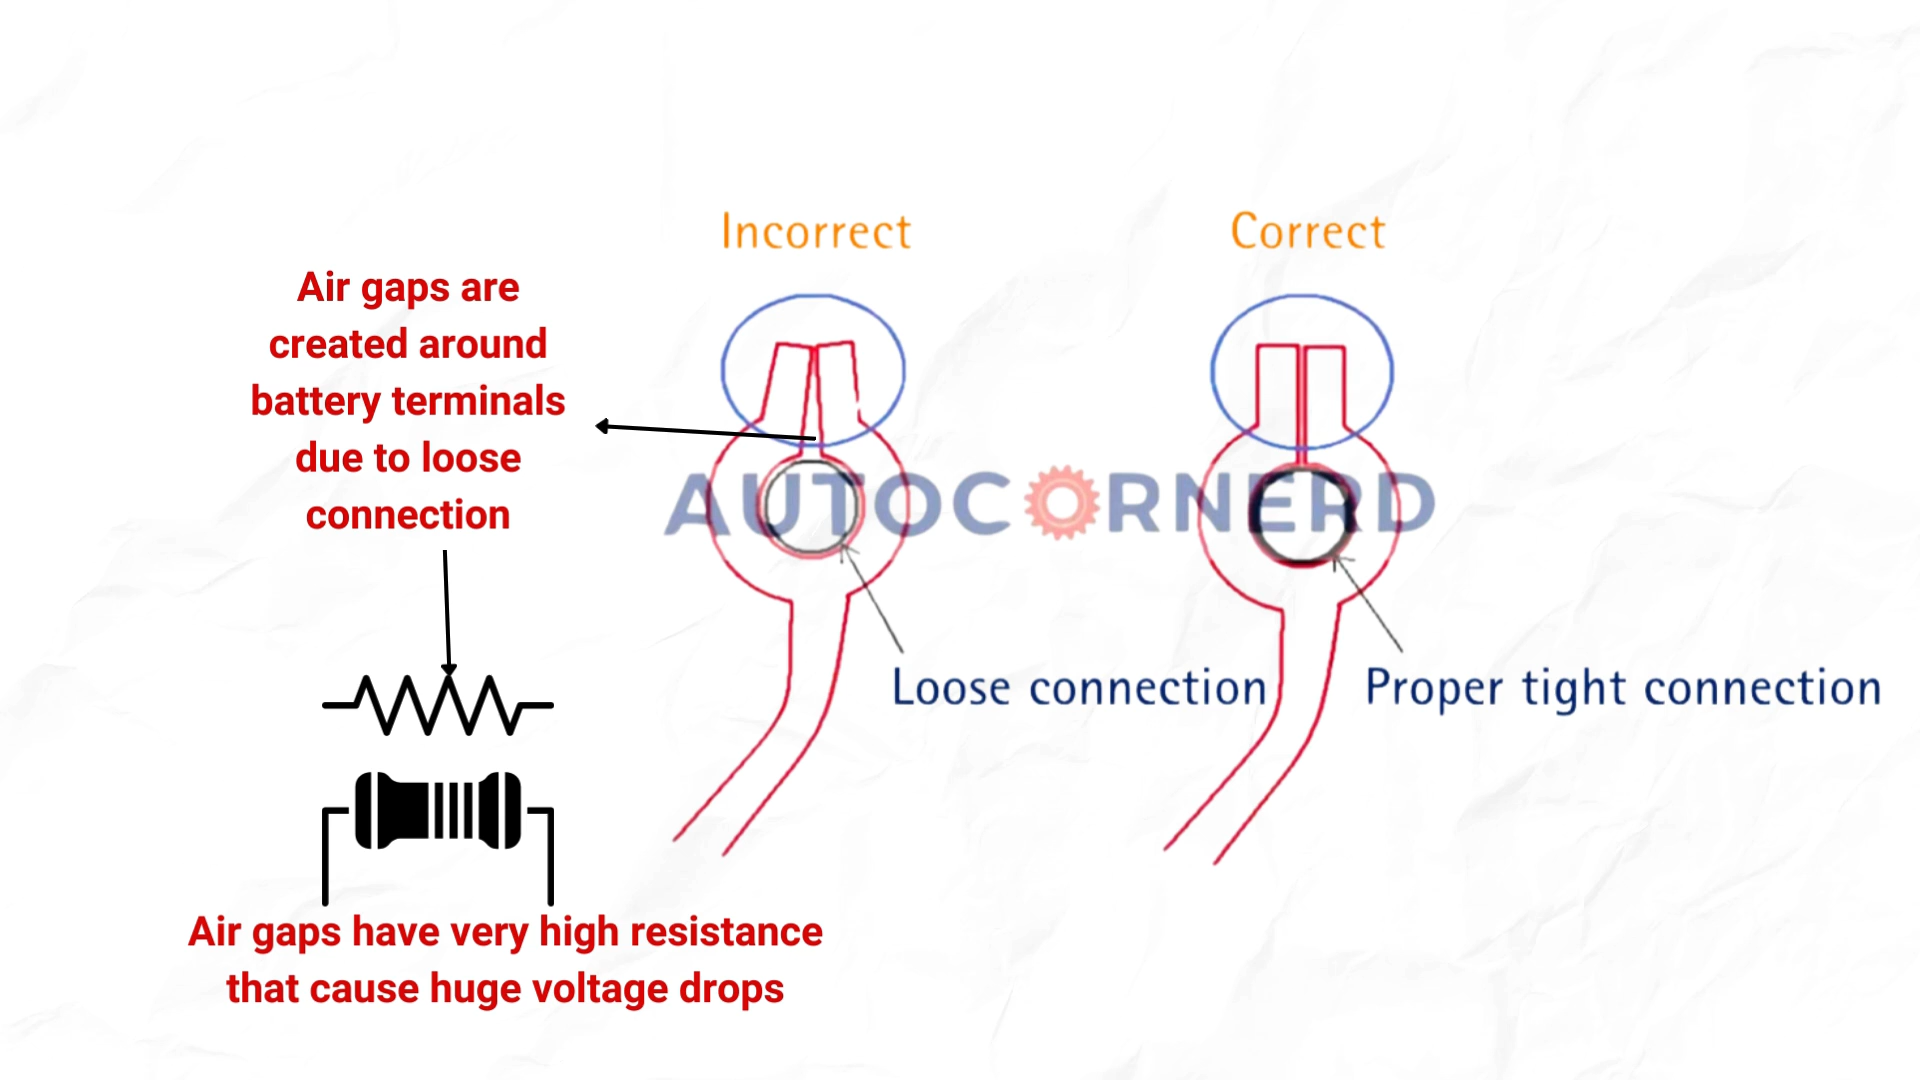 Incorrect
Correct
Air gaps are
created around
battery terminals
due to loose
connection
AUTOCORNERD
Loose connection
Proper tight connection
Air gaps have very high resistance
that cause huge voltage drops